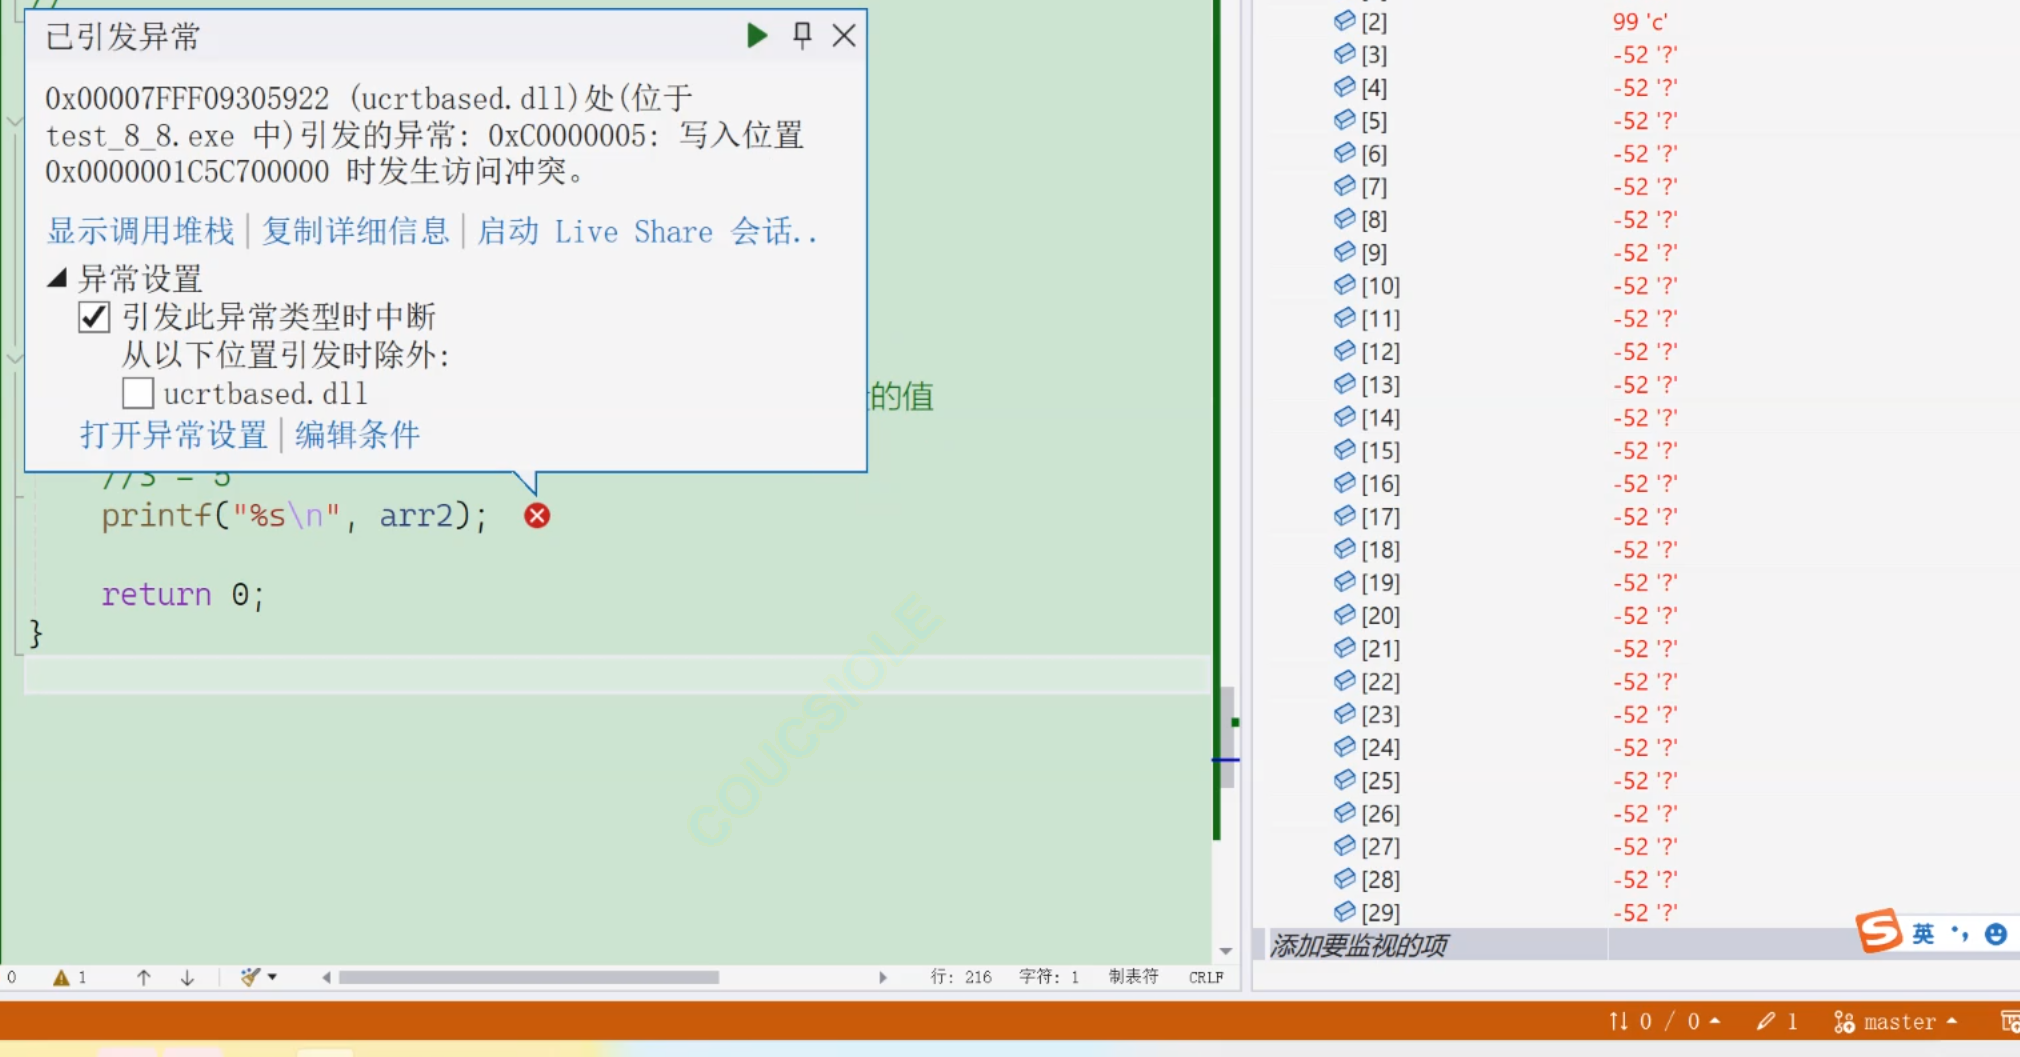 //
已引发异常
0x00007FFF09305922 (ucrtbased.dll)处(位于
test_8_8.exe 中)引发的异常: 0xC0000005: 写入位置
0x0000001C5C700000 时发生访问冲突。
显示调用堆栈 | 复制详细信息 | 启动 Live Share 会话..
异常设置
引发此异常类型时中断
从以下位置引发时除外:
ucrtbased.dll
打开异常设置 | 编辑条件
的值
//3 - 5
printf("%s\n", arr2);
return 0;
}
COUCSIOLE
[2] 99 'c'
[3] -52 '?'
[4] -52 '?'
[5] -52 '?'
[6] -52 '?'
[7] -52 '?'
[8] -52 '?'
[9] -52 '?'
[10] -52 '?'
[11] -52 '?'
[12] -52 '?'
[13] -52 '?'
[14] -52 '?'
[15] -52 '?'
[16] -52 '?'
[17] -52 '?'
[18] -52 '?'
[19] -52 '?'
[20] -52 '?'
[21] -52 '?'
[22] -52 '?'
[23] -52 '?'
[24] -52 '?'
[25] -52 '?'
[26] -52 '?'
[27] -52 '?'
[28] -52 '?'
[29] -52 '?'
添加要监视的项
S 英
0 1 行: 216 字符: 1 制表符 CRLF
0 / 0 1 master